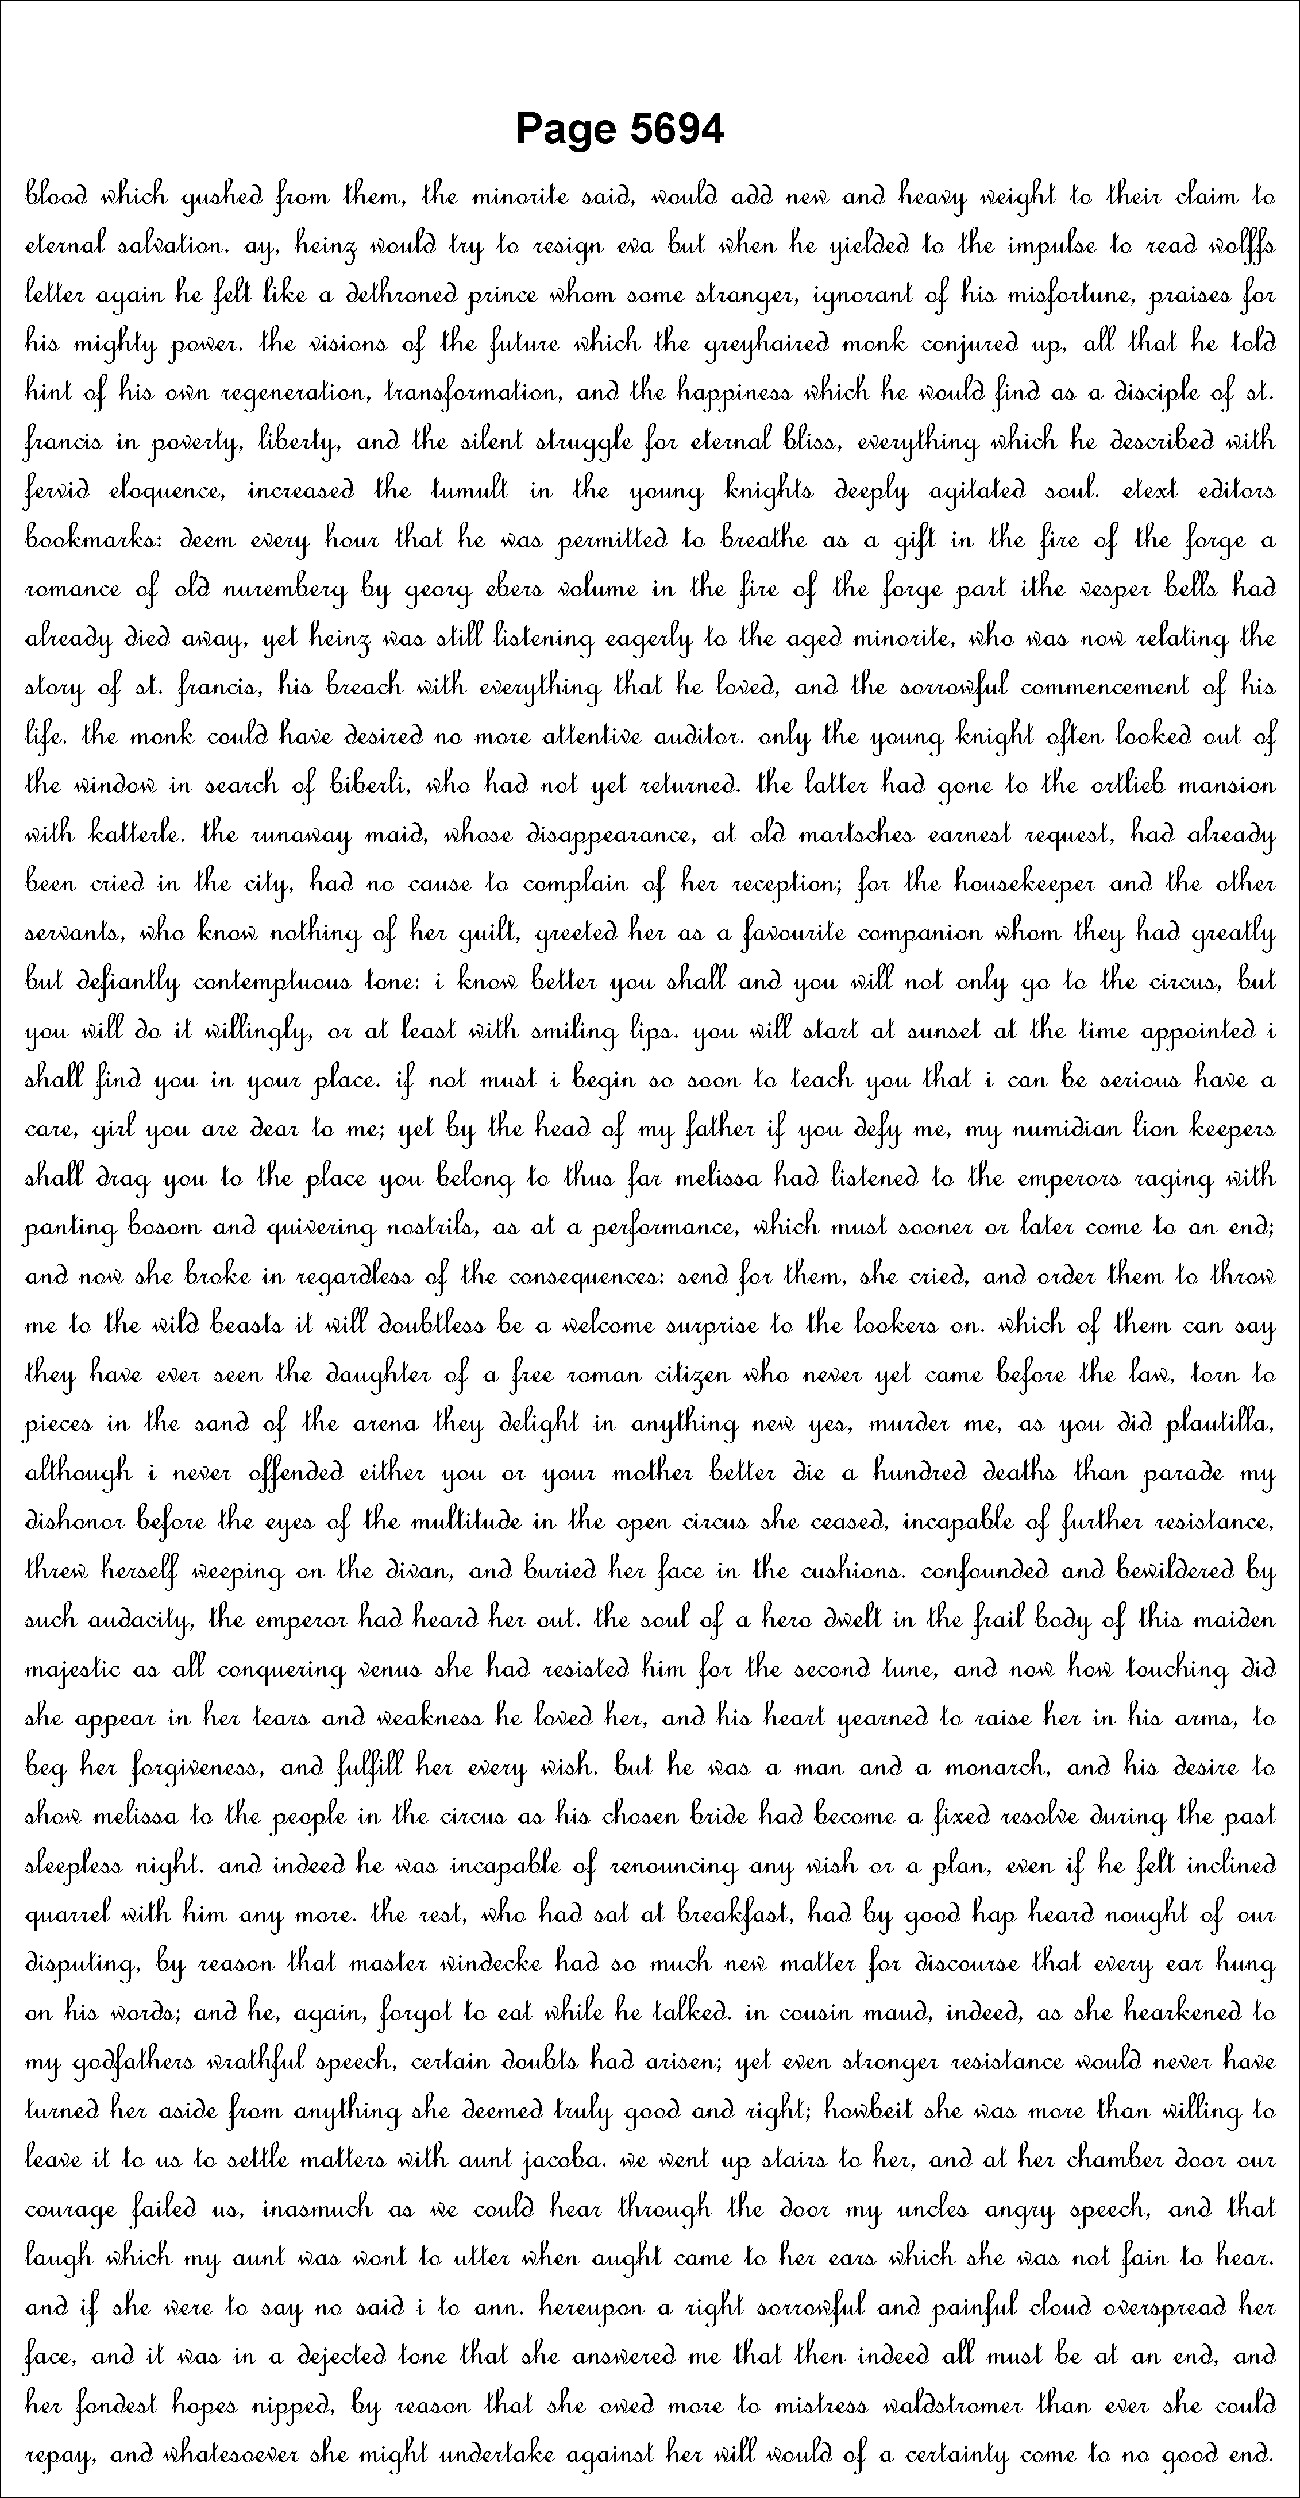 Page 5694
blood which gushed from them, the minorite said, would add new and heavy weight to their claim to
eternal salvation. ay, heinz would try to resign eva but when he yielded to the impulse to read wolffs
letter again he felt like a dethroned prince whom some stranger, ignorant of his misfortune, praises for
his mighty power. the visions of the future which the greyhaired monk conjured up, all that he told
hint of his own regeneration, transformation, and the happiness which he would find as a disciple of st.
francis in poverty, liberty, and the silent struggle for eternal bliss, everything which he described with
fervid eloquence, increased the tumult in the young knights deeply agitated soul. etext editors
bookmarks: deem every hour that he was permitted to breathe as a gift in the fire of the forge a
romance of old nuremberg by georg ebers volume in the fire of the forge part ithe vesper bells had
already died away, yet heinz was still listening eagerly to the aged minorite, who was now relating the
story of st. francis, his breach with everything that he loved, and the sorrowful commencement of his
life. the monk could have desired no more attentive auditor. only the young knight often looked out of
the window in search of biberli, who had not yet returned. the latter had gone to the ortlieb mansion
with katterle. the runaway maid, whose disappearance, at old martsches earnest request, had already
been cried in the city, had no cause to complain of her reception; for the housekeeper and the other
servants, who know nothing of her guilt, greeted her as a favourite companion whom they had greatly
but defiantly contemptuous tone: i know better you shall and you will not only go to the circus, but
you will do it willingly, or at least with smiling lips. you will start at sunset at the time appointed i
shall find you in your place. if not must i begin so soon to teach you that i can be serious have a
care, girl you are dear to me; yet by the head of my father if you defy me, my numidian lion keepers
shall drag you to the place you belong to thus far melissa had listened to the emperors raging with
panting bosom and quivering nostrils, as at a performance, which must sooner or later come to an end;
and now she broke in regardless of the consequences: send for them, she cried, and order them to throw
me to the wild beasts it will doubtless be a welcome surprise to the lookers on. which of them can say
they have ever seen the daughter of a free roman citizen who never yet came before the law, torn to
pieces in the sand of the arena they delight in anything new yes, murder me, as you did plautilla,
although i never offended either you or your mother better die a hundred deaths than parade my
dishonor before the eyes of the multitude in the open circus she ceased, incapable of further resistance,
threw herself weeping on the divan, and buried her face in the cushions. confounded and bewildered by
such audacity, the emperor had heard her out. the soul of a hero dwelt in the frail body of this maiden
majestic as all conquering venus she had resisted him for the second tune, and now how touching did
she appear in her tears and weakness he loved her, and his heart yearned to raise her in his arms, to
beg her forgiveness, and fulfill her every wish. but he was a man and a monarch, and his desire to
show melissa to the people in the circus as his chosen bride had become a fixed resolve during the past
sleepless night. and indeed he was incapable of renouncing any wish or a plan, even if he felt inclined
quarrel with him any more. the rest, who had sat at breakfast, had by good hap heard nought of our
disputing, by reason that master windecke had so much new matter for discourse that every ear hung
on his words; and he, again, forgot to eat while he talked. in cousin maud, indeed, as she hearkened to
my godfathers wrathful speech, certain doubts had arisen; yet even stronger resistance would never have
turned her aside from anything she deemed truly good and right; howbeit she was more than willing to
leave it to us to settle matters with aunt jacoba. we went up stairs to her, and at her chamber door our
courage failed us, inasmuch as we could hear through the door my uncles angry speech, and that
laugh which my aunt was wont to utter when aught came to her ears which she was not fain to hear.
and if she were to say no said i to ann. hereupon a right sorrowful and painful cloud overspread her
face, and it was in a dejected tone that she answered me that then indeed all must be at an end, and
her fondest hopes nipped, by reason that she owed more to mistress waldstromer than ever she could
repay, and whatesoever she might undertake against her will would of a certainty come to no good end.